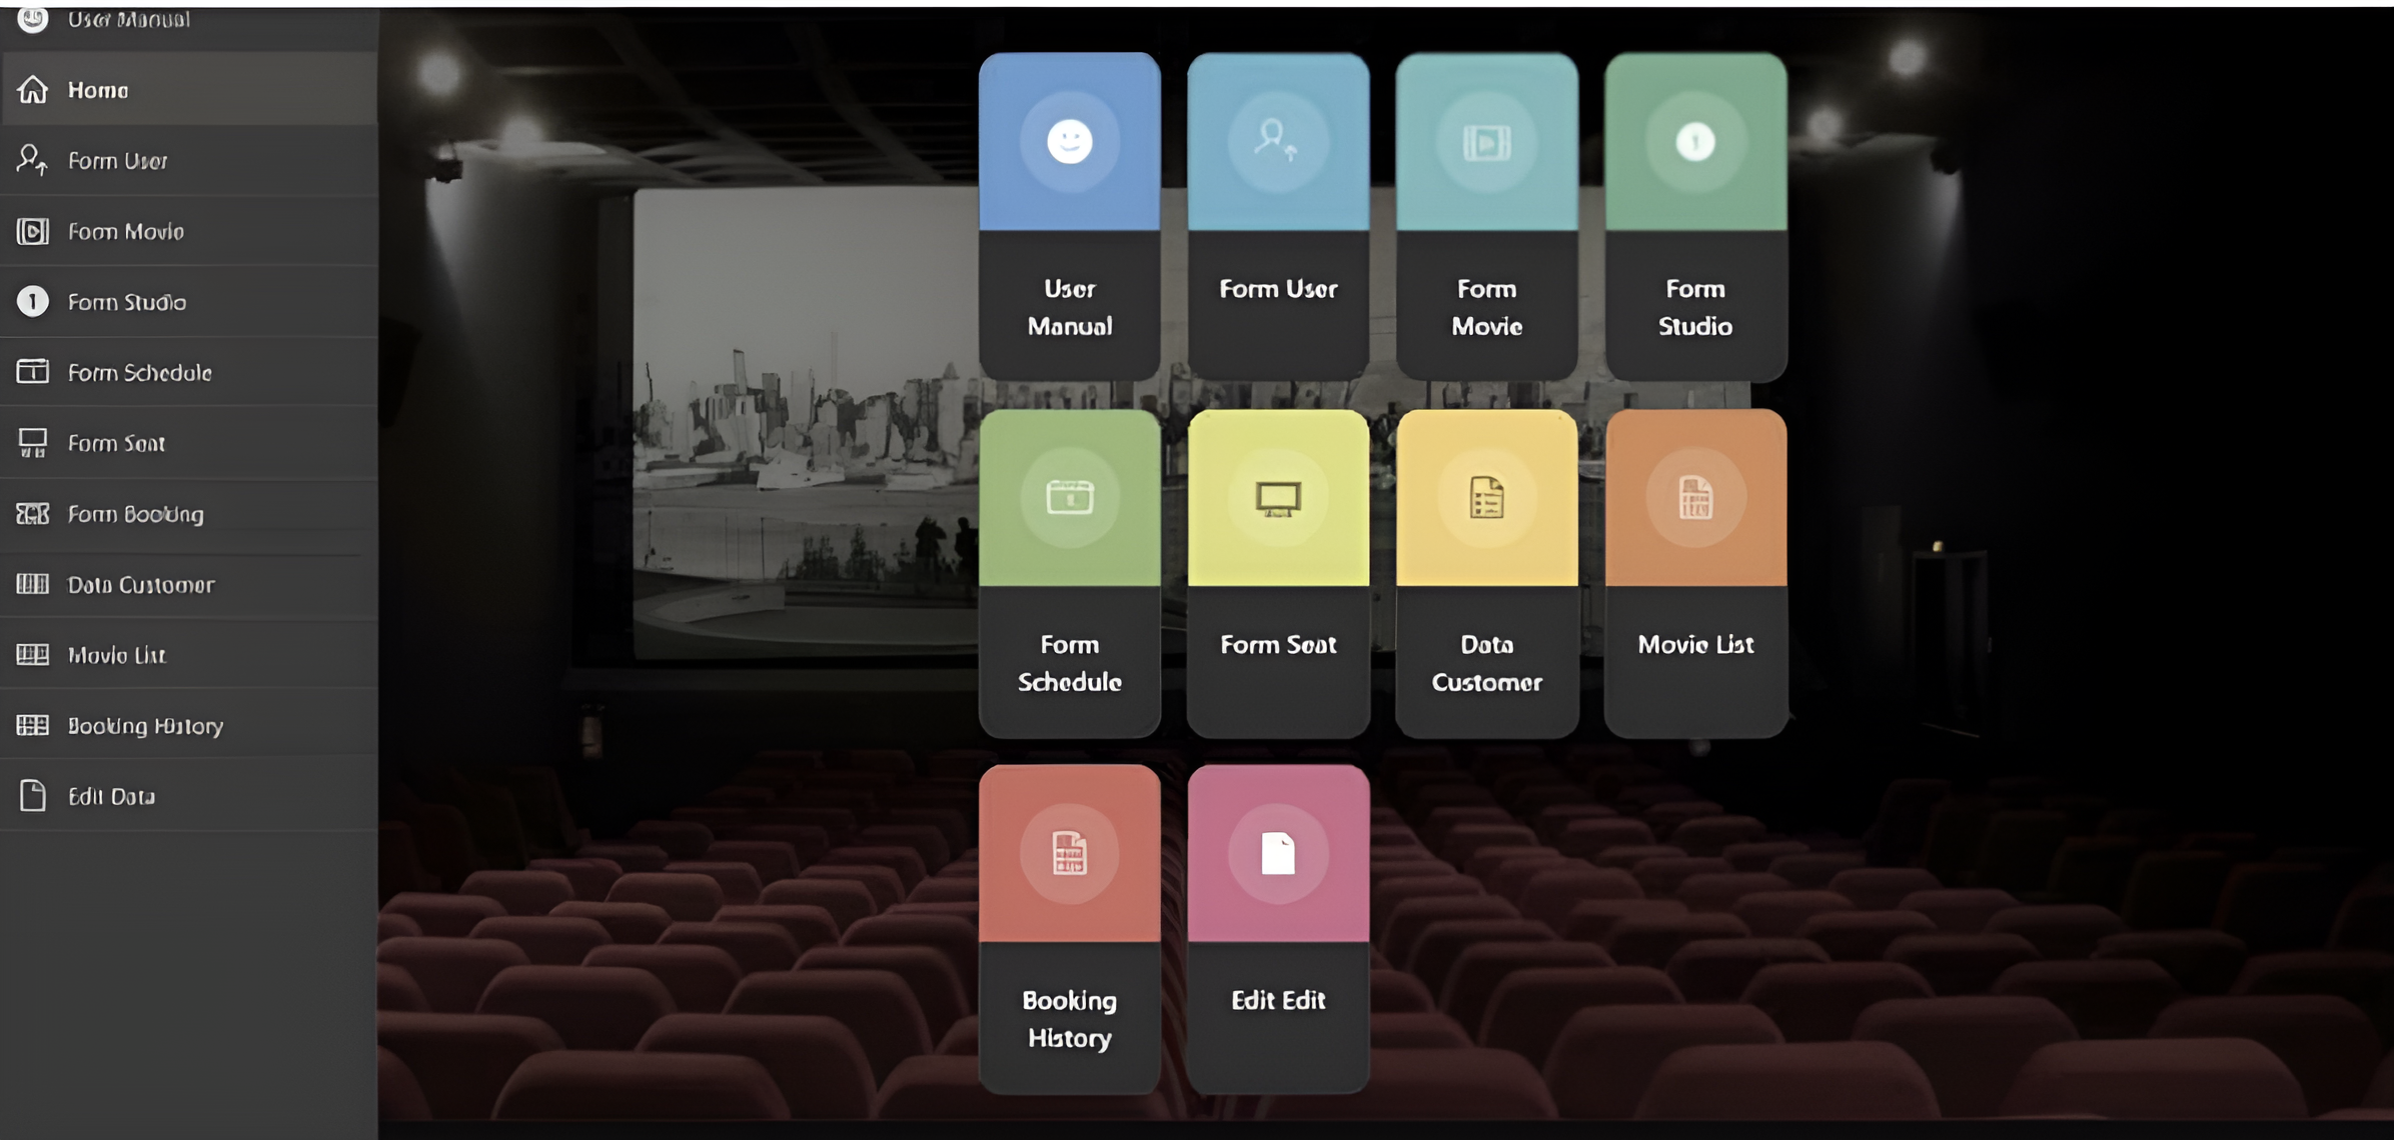 User Manual
Home
Form User
Form Movie
Form Studio
Form Schedule
Form Seat
Form Booking
Data Customer
Movie List
Booking History
Edit Data
User
Manual
Form User
Form
Movie
Form
Studio
Form
Schedule
Form Seat
Data
Customer
Movie List
Booking
History
Edit Edit